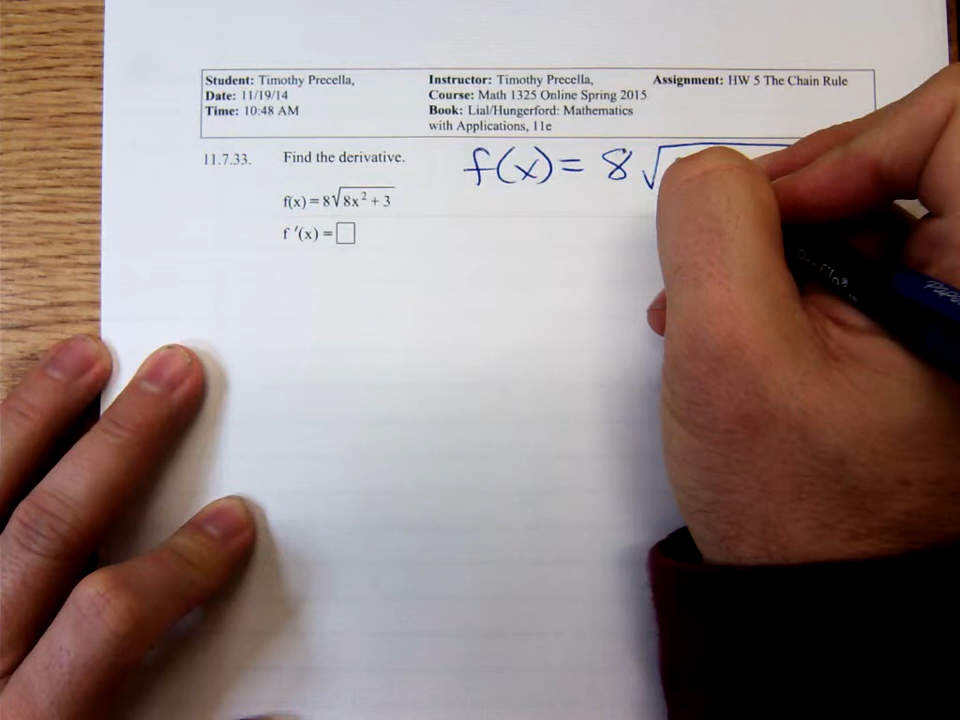 Student: Timothy Precella,
Date: 11/19/14
Time: 10:48 AM
Instructor: Timothy Precella,
Course: Math 1325 Online Spring 2015
Book: Lial/Hungerford: Mathematics
with Applications, 11e
Assignment: HW 5 The Chain Rule
11.7.33. Find the derivative.
f(x) = 8√(8x² + 3)
f ′(x) = □
f(x) = 8√